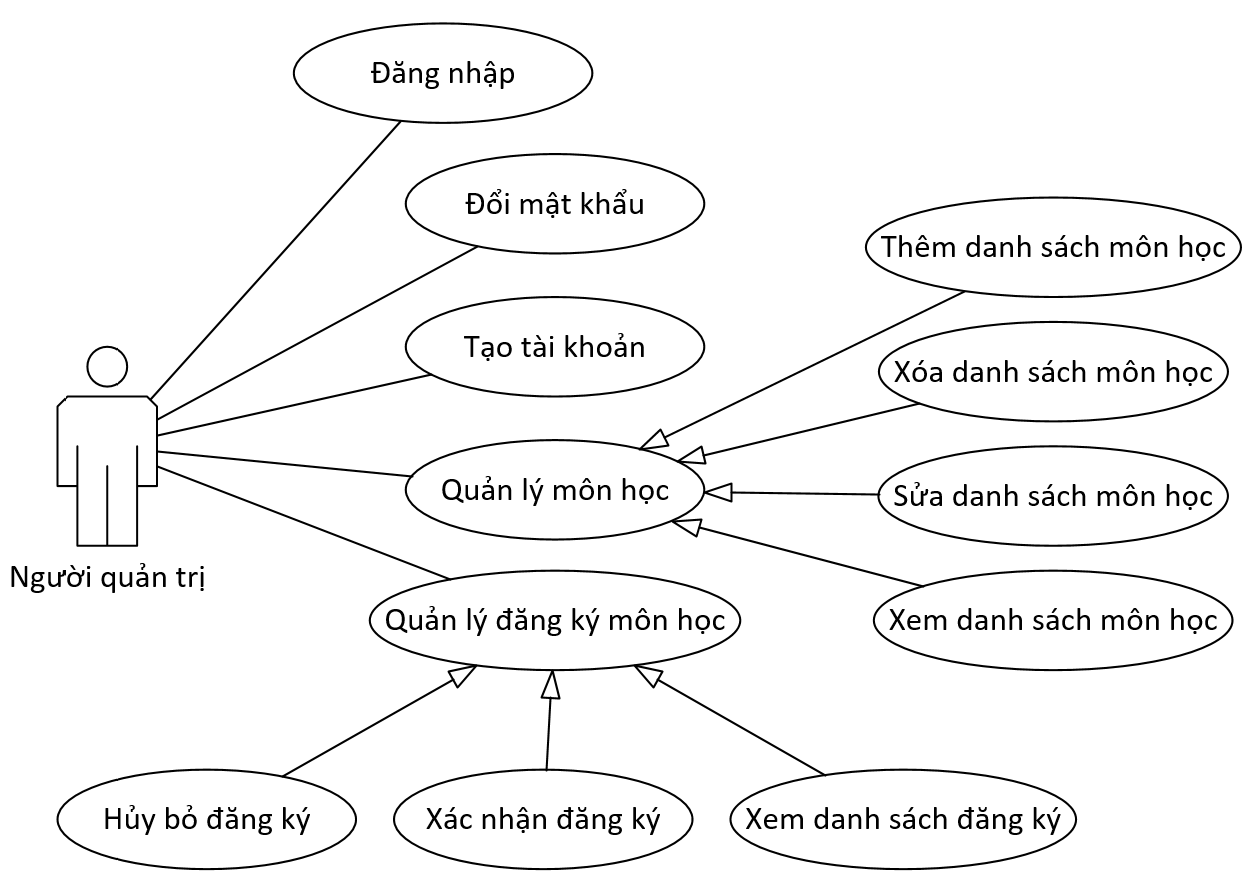 Đăng nhập
Đổi mật khẩu
Thêm danh sách môn học
Tạo tài khoản
Xóa danh sách môn học
Quản lý môn học
Sửa danh sách môn học
Người quản trị
Quản lý đăng ký môn học
Xem danh sách môn học
Hủy bỏ đăng ký
Xác nhận đăng ký
Xem danh sách đăng ký